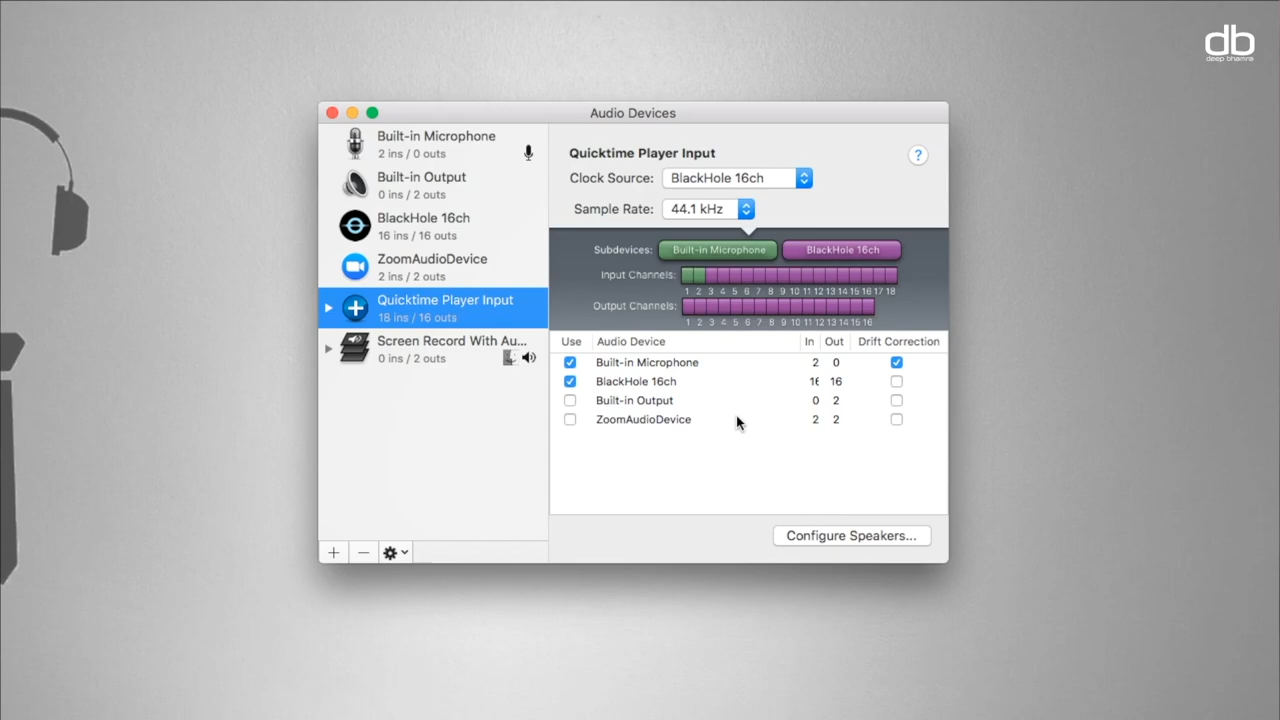 db
deep bhamra
Audio Devices
Built-in Microphone
2 ins / 0 outs
Built-in Output
0 ins / 2 outs
BlackHole 16ch
16 ins / 16 outs
ZoomAudioDevice
2 ins / 2 outs
Quicktime Player Input
18 ins / 16 outs
Screen Record With Au...
0 ins / 2 outs
Quicktime Player Input
?
Clock Source: BlackHole 16ch
Sample Rate: 44.1 kHz
Subdevices: Built-in Microphone BlackHole 16ch
Input Channels:
1 2 3 4 5 6 7 8 9 10 11 12 13 14 15 16 17 18
Output Channels:
1 2 3 4 5 6 7 8 9 10 11 12 13 14 15 16
Use Audio Device In Out Drift Correction
Built-in Microphone 2 0
BlackHole 16ch 16 16
Built-in Output 0 2
ZoomAudioDevice 2 2
Configure Speakers...